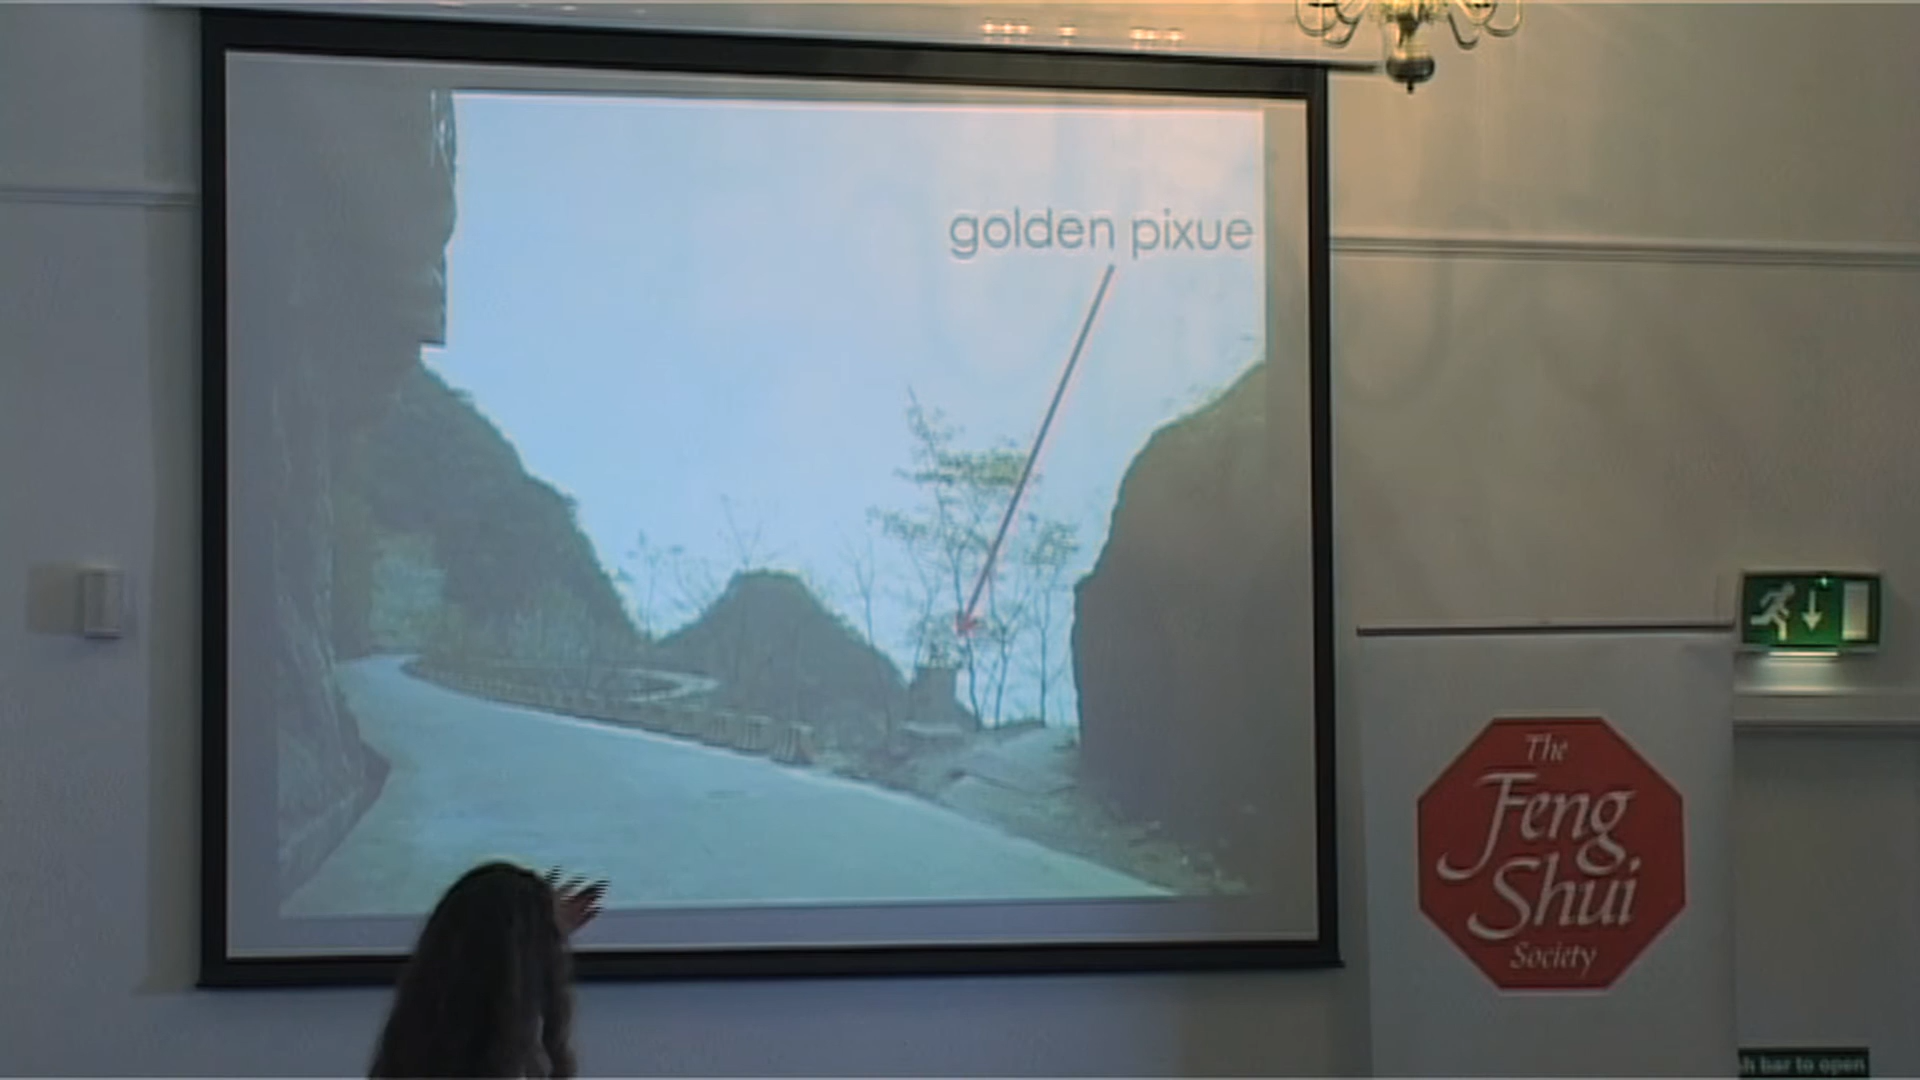 golden pixue
The
Feng
Shui
Society
bar to open